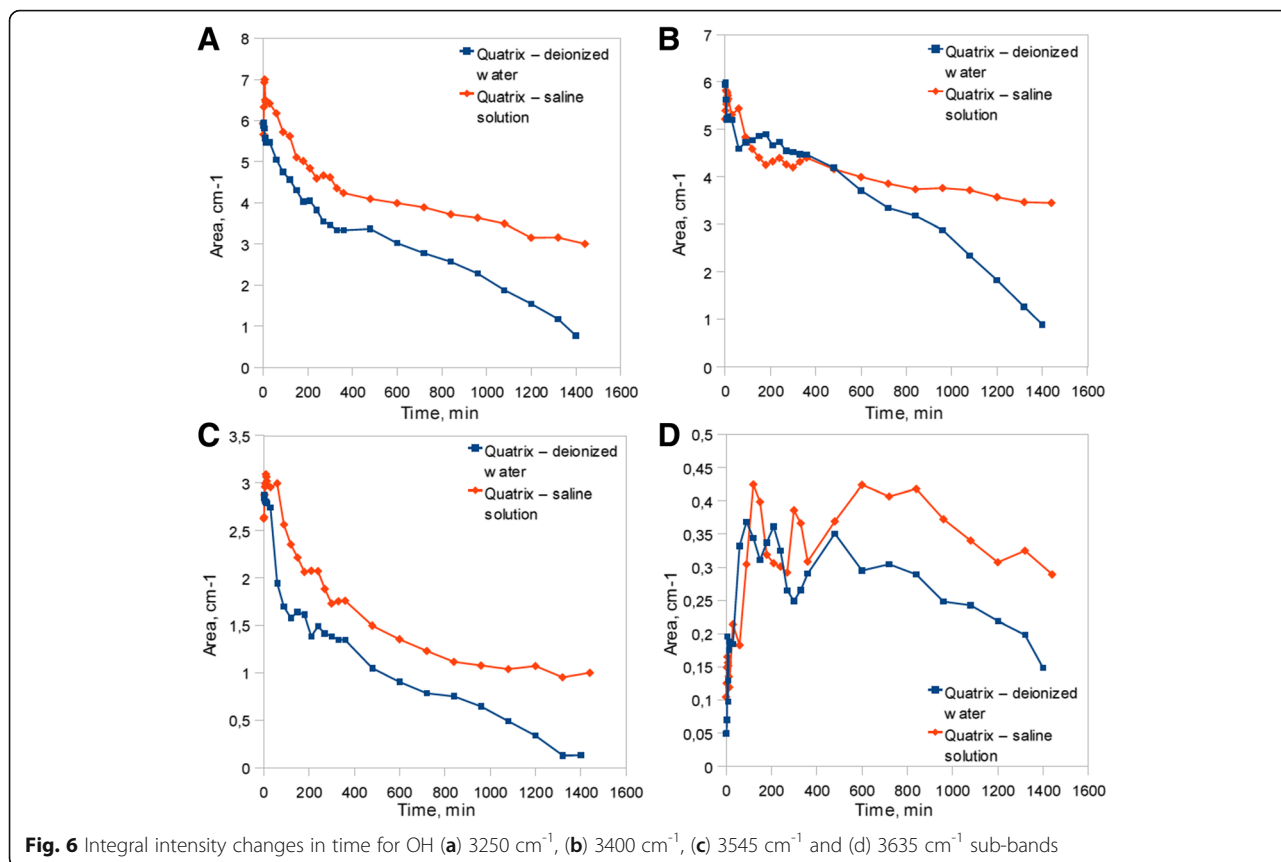 A
8
7
6
5
4
3
2
1
0
Area, cm-1
Quatrix – deionized
water
Quatrix – saline
solution
0 200 400 600 800 1000 1200 1400 1600
Time, min
B
7
6
5
4
3
2
1
0
Area, cm-1
Quatrix – deionized
water
Quatrix – saline
solution
0 200 400 600 800 1000 1200 1400 1600
Time, min
C
3,5
3
2,5
2
1,5
1
0,5
0
Area, cm-1
Quatrix – deionized
water
Quatrix – saline
solution
0 200 400 600 800 1000 1200 1400 1600
Time, min
D
0,5
0,45
0,4
0,35
0,3
0,25
0,2
0,15
0,1
0,05
0
Area, cm-1
Quatrix – deionized
water
Quatrix – saline
solution
0 200 400 600 800 1000 1200 1400 1600
Time, min
Fig. 6 Integral intensity changes in time for OH (a) 3250 cm⁻¹, (b) 3400 cm⁻¹, (c) 3545 cm⁻¹ and (d) 3635 cm⁻¹ sub-bands